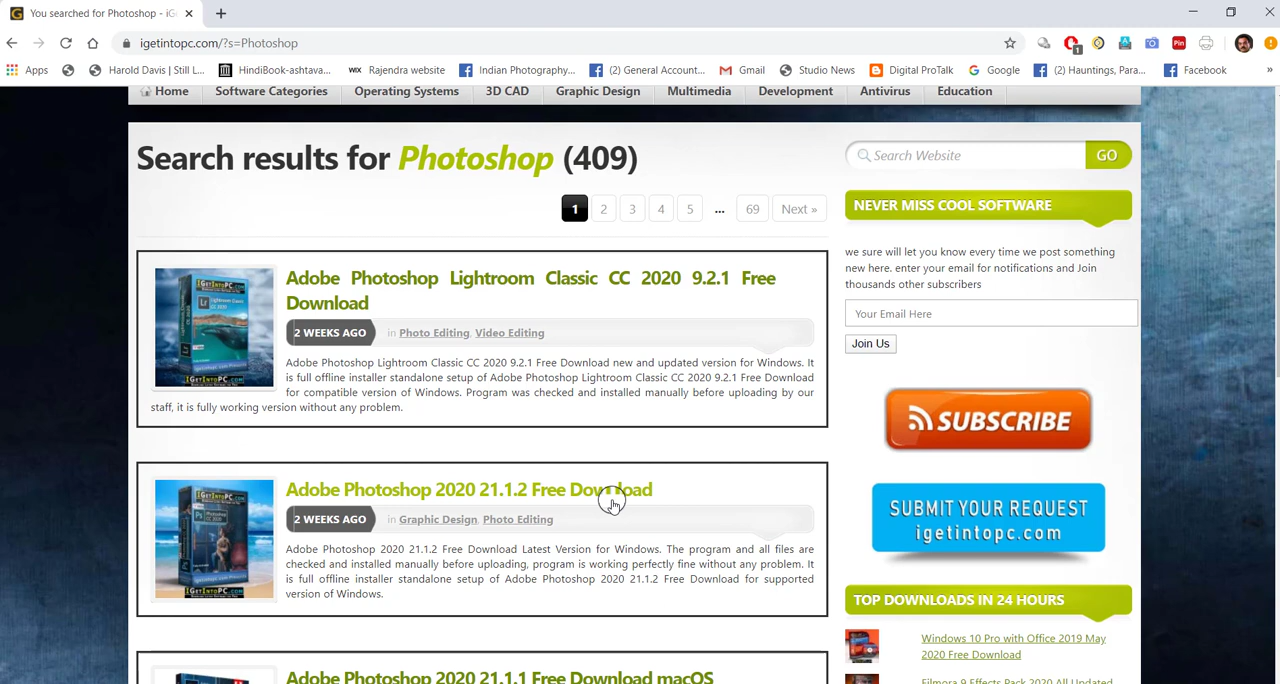 You searched for Photoshop - iG
igetintopc.com/?s=Photoshop
1
Pin
Apps
Harold Davis | Still L...
HindiBook-ashtava...
WIX Rajendra website
Indian Photography...
(2) General Account...
Gmail
Studio News
Digital ProTalk
Google
(2) Hauntings, Para...
Facebook
»
Home
Software Categories
Operating Systems
3D CAD
Graphic Design
Multimedia
Development
Antivirus
Education
Search results for Photoshop (409)
Search Website
GO
1 2 3 4 5 ... 69 Next »
NEVER MISS COOL SOFTWARE
we sure will let you know every time we post something
new here. enter your email for notifications and Join
thousands other subscribers
Your Email Here
Join Us
Adobe Photoshop Lightroom Classic CC 2020 9.2.1 Free
Download
2 WEEKS AGO
in Photo Editing, Video Editing
Adobe Photoshop Lightroom Classic CC 2020 9.2.1 Free Download new and updated version for Windows. It
is full offline installer standalone setup of Adobe Photoshop Lightroom Classic CC 2020 9.2.1 Free Download
for compatible version of Windows. Program was checked and installed manually before uploading by our
staff, it is fully working version without any problem.
SUBSCRIBE
Adobe Photoshop 2020 21.1.2 Free Download
2 WEEKS AGO
in Graphic Design, Photo Editing
Adobe Photoshop 2020 21.1.2 Free Download Latest Version for Windows. The program and all files are
checked and installed manually before uploading, program is working perfectly fine without any problem. It
is full offline installer standalone setup of Adobe Photoshop 2020 21.1.2 Free Download for supported
version of Windows.
SUBMIT YOUR REQUEST
igetintopc.com
TOP DOWNLOADS IN 24 HOURS
Windows 10 Pro with Office 2019 May
2020 Free Download
Adobe Photoshop 2020 21.1.1 Free Download macOS
Filmora 9 Effects Pack 2020 All Updated